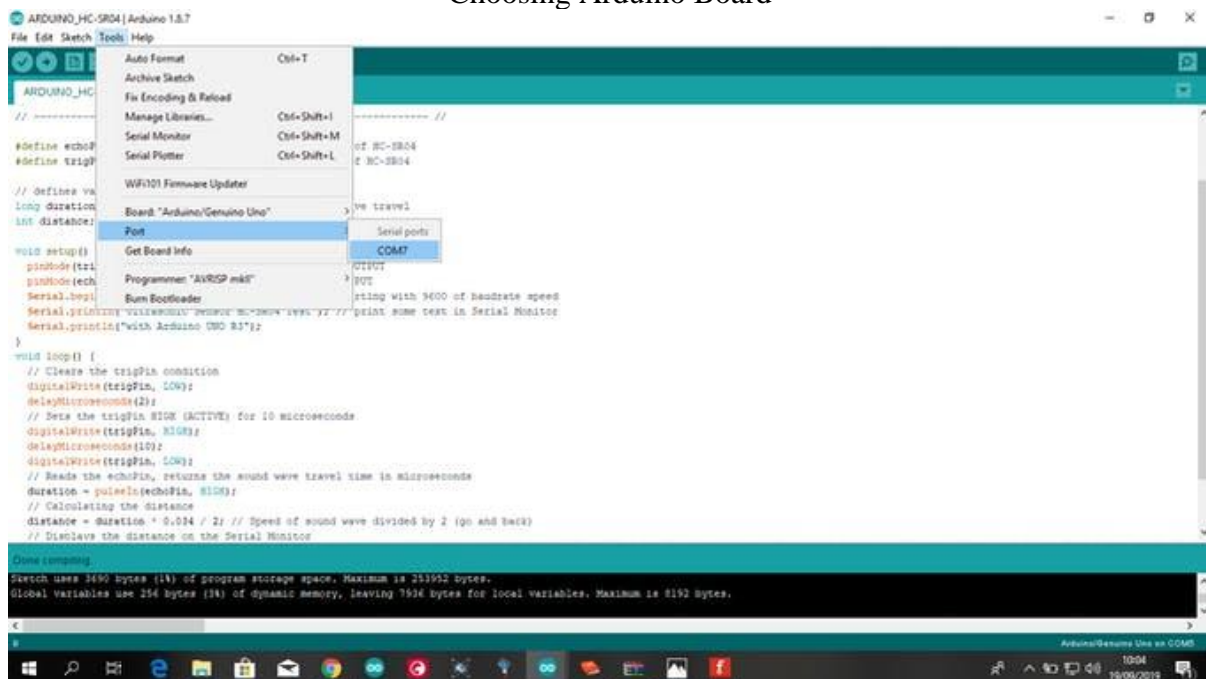 Choosing Arduino Board
ARDUINO_HC-SR04 | Arduino 1.8.7
File Edit Sketch Tools Help
Auto Format Ctrl+T
Archive Sketch
Fix Encoding & Reload
Manage Libraries... Ctrl+Shift+I
Serial Monitor Ctrl+Shift+M
Serial Plotter Ctrl+Shift+L
WiFi101 Firmware Updater
Board: "Arduino/Genuino Uno"
Port
Get Board Info
Programmer: "AVRISP mkII"
Burn Bootloader
Serial ports
COM7
ARDUINO_HC-
// ---------- ------------ //
#define echoP of HC-SR04
#define trigP f HC-SR04
// defines va
long duration ve travel
int distance;
void setup()
pinMode(tri OUTPUT
pinMode(ech PUT
Serial.begi rting with 9600 of baudrate speed
Serial.println("Ultrasonic Sensor HC-SR04 Test"); // print some text in Serial Monitor
Serial.println("with Arduino UNO R3");
}
void loop() {
// Clears the trigPin condition
digitalWrite(trigPin, LOW);
delayMicroseconds(2);
// Sets the trigPin HIGH (ACTIVE) for 10 microseconds
digitalWrite(trigPin, HIGH);
delayMicroseconds(10);
digitalWrite(trigPin, LOW);
// Reads the echoPin, returns the sound wave travel time in microseconds
duration = pulseIn(echoPin, HIGH);
// Calculating the distance
distance = duration * 0.034 / 2; // Speed of sound wave divided by 2 (go and back)
// Displays the distance on the Serial Monitor
Done compiling.
Sketch uses 3690 bytes (1%) of program storage space. Maximum is 253952 bytes.
Global variables use 256 bytes (3%) of dynamic memory, leaving 7936 bytes for local variables. Maximum is 8192 bytes.
Arduino/Genuino Uno on COM5
10:04
19/09/2019